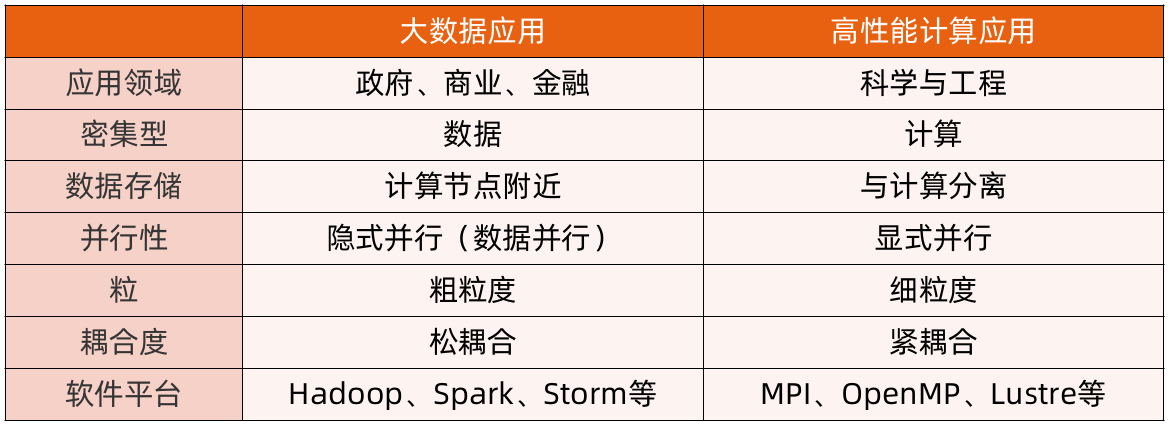 大数据应用 高性能计算应用
应用领域 政府、商业、金融 科学与工程
密集型 数据 计算
数据存储 计算节点附近 与计算分离
并行性 隐式并行（数据并行） 显式并行
粒 粗粒度 细粒度
耦合度 松耦合 紧耦合
软件平台 Hadoop、Spark、Storm等 MPI、OpenMP、Lustre等